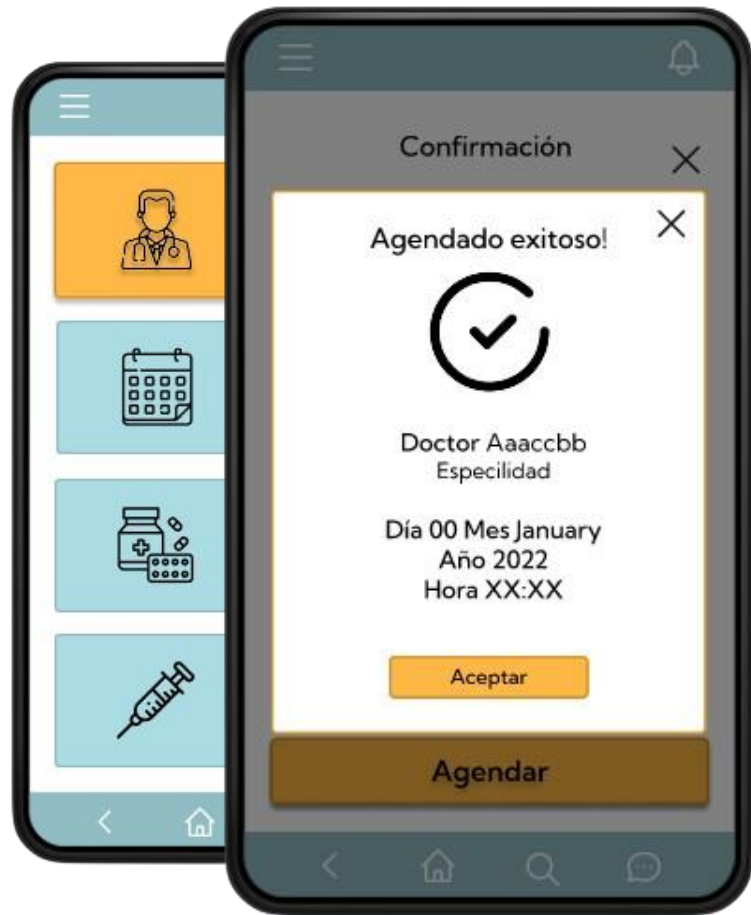 Confirmación
Agendado exitoso!
Doctor Aaaccbb
Especilidad
Día 00 Mes January
Año 2022
Hora XX:XX
Aceptar
Agendar